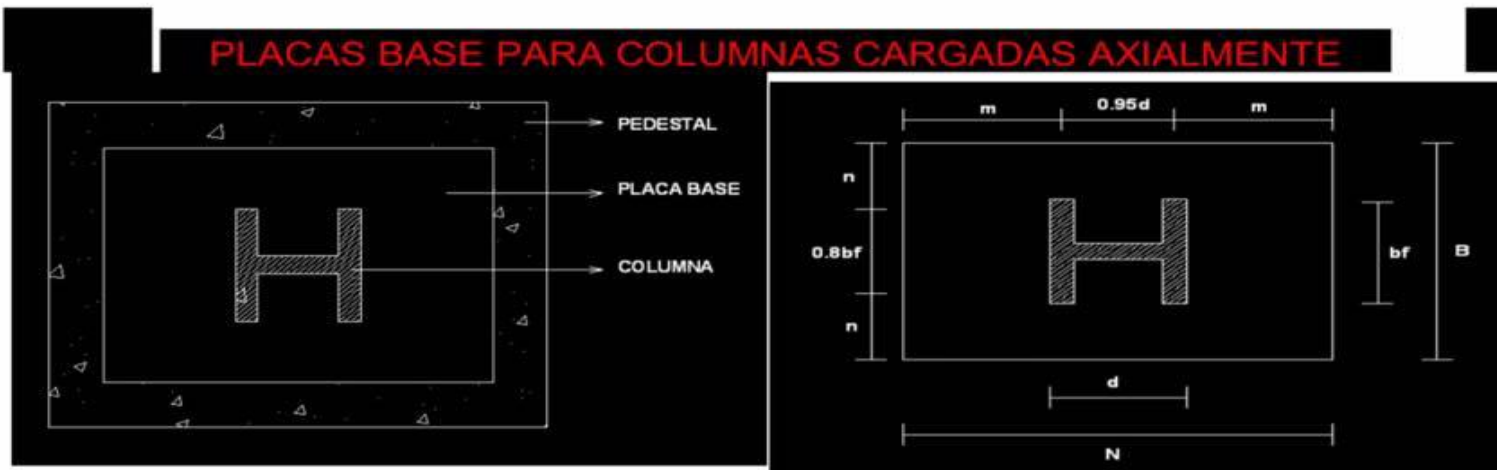 PLACAS BASE PARA COLUMNAS CARGADAS AXIALMENTE
PEDESTAL
PLACA BASE
COLUMNA
m
0.95d
m
n
0.8bf
n
bf
B
d
N